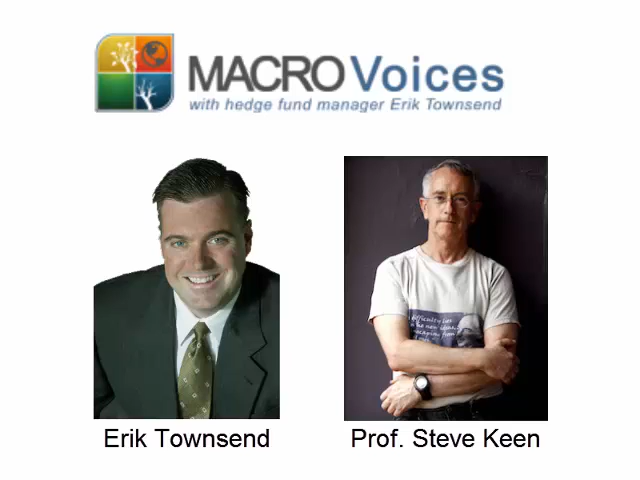 MACRO Voices
with hedge fund manager Erik Townsend
Erik Townsend
Prof. Steve Keen